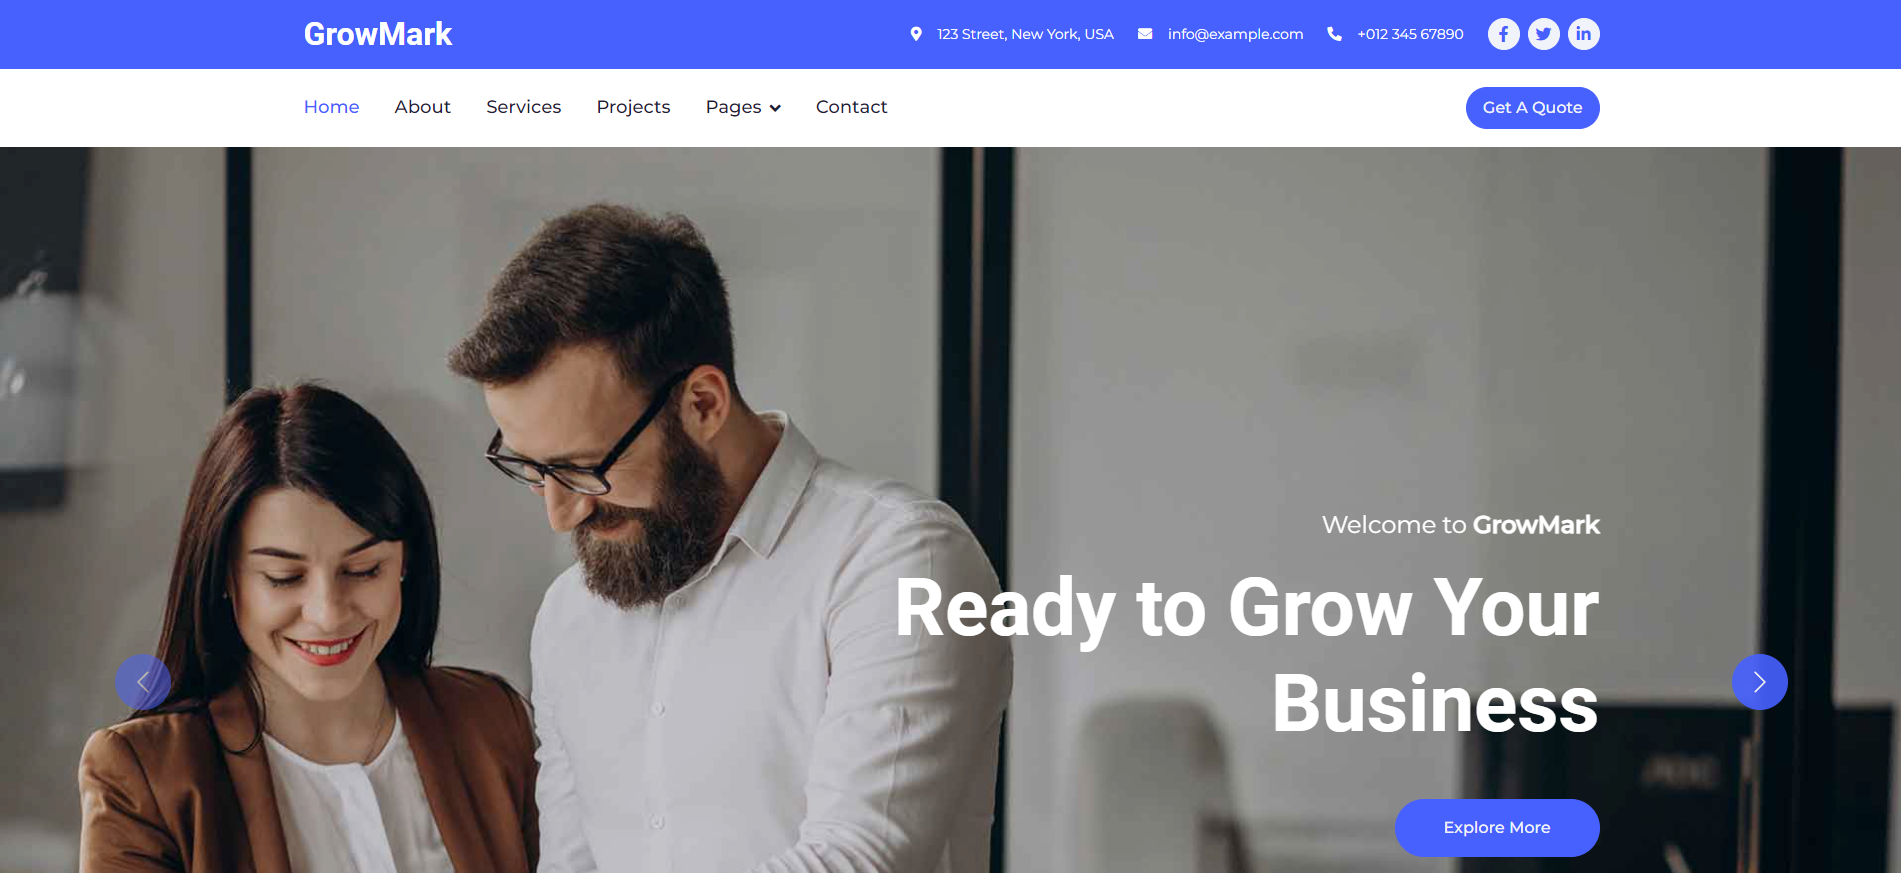 GrowMark
123 Street, New York, USA
info@example.com
+012 345 67890
Home
About
Services
Projects
Pages
Contact
Get A Quote
Welcome to GrowMark
Ready to Grow Your
Business
Explore More